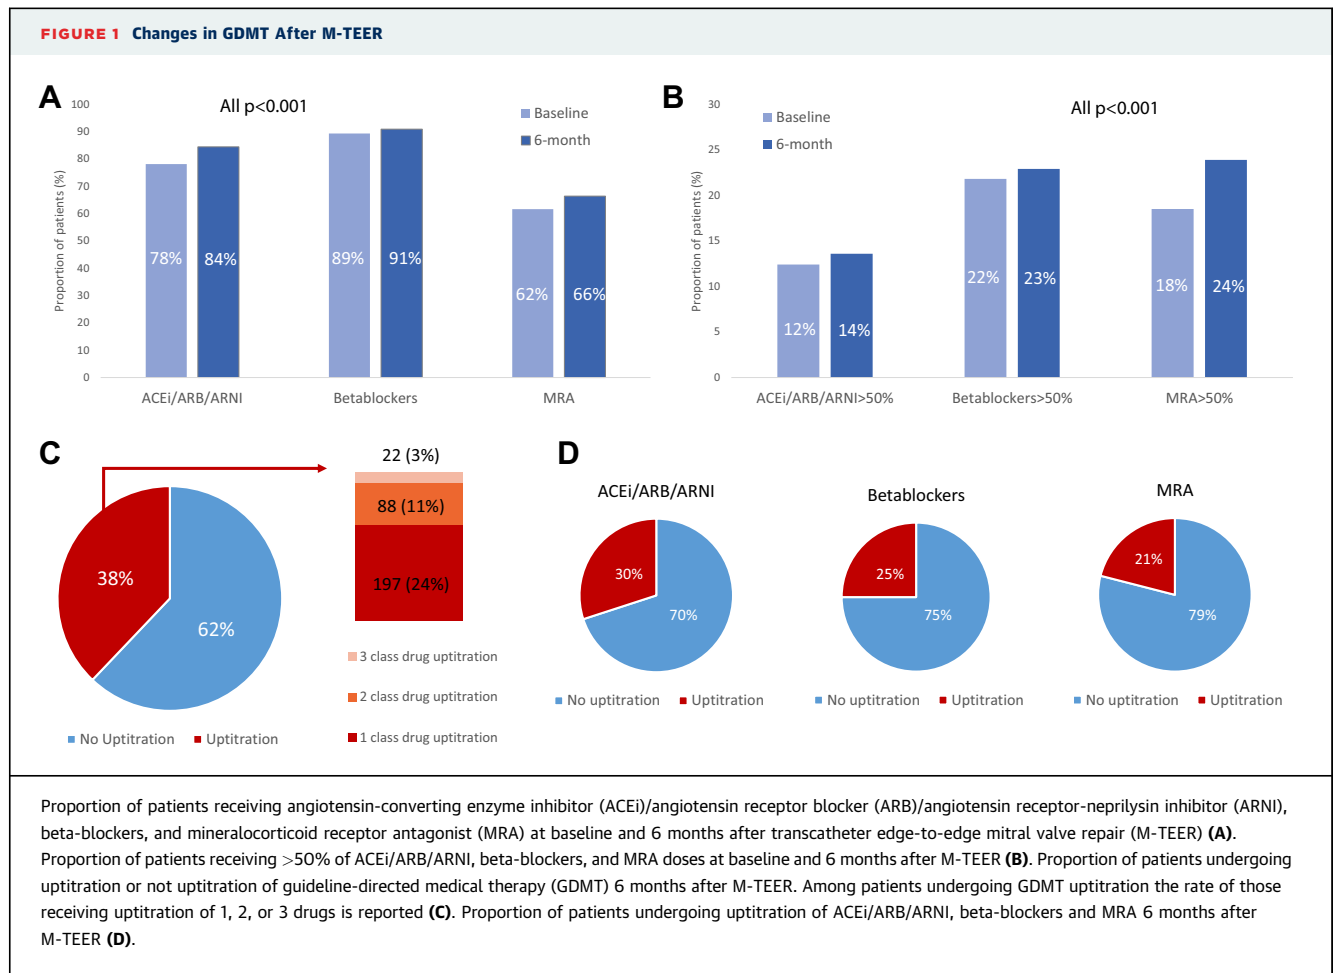 FIGURE 1 Changes in GDMT After M-TEER
A
All p<0.001
Baseline
6-month
Proportion of patients (%)
100
90
80
70
60
50
40
30
20
10
0
78%
84%
89%
91%
62%
66%
ACEi/ARB/ARNI
Betablockers
MRA
B
All p<0.001
Baseline
6-month
Proportion of patients (%)
30
25
20
15
10
5
0
12%
14%
22%
23%
18%
24%
ACEi/ARB/ARNI>50%
Betablockers>50%
MRA>50%
C
38%
62%
No Uptitration
Uptitration
22 (3%)
88 (11%)
197 (24%)
3 class drug uptitration
2 class drug uptitration
1 class drug uptitration
D
ACEi/ARB/ARNI
30%
70%
No uptitration
Uptitration
Betablockers
25%
75%
No uptitration
Uptitration
MRA
21%
79%
No uptitration
Uptitration
Proportion of patients receiving angiotensin-converting enzyme inhibitor (ACEi)/angiotensin receptor blocker (ARB)/angiotensin receptor-neprilysin inhibitor (ARNI),
beta-blockers, and mineralocorticoid receptor antagonist (MRA) at baseline and 6 months after transcatheter edge-to-edge mitral valve repair (M-TEER) (A).
Proportion of patients receiving >50% of ACEi/ARB/ARNI, beta-blockers, and MRA doses at baseline and 6 months after M-TEER (B). Proportion of patients undergoing
uptitration or not uptitration of guideline-directed medical therapy (GDMT) 6 months after M-TEER. Among patients undergoing GDMT uptitration the rate of those
receiving uptitration of 1, 2, or 3 drugs is reported (C). Proportion of patients undergoing uptitration of ACEi/ARB/ARNI, beta-blockers and MRA 6 months after
M-TEER (D).